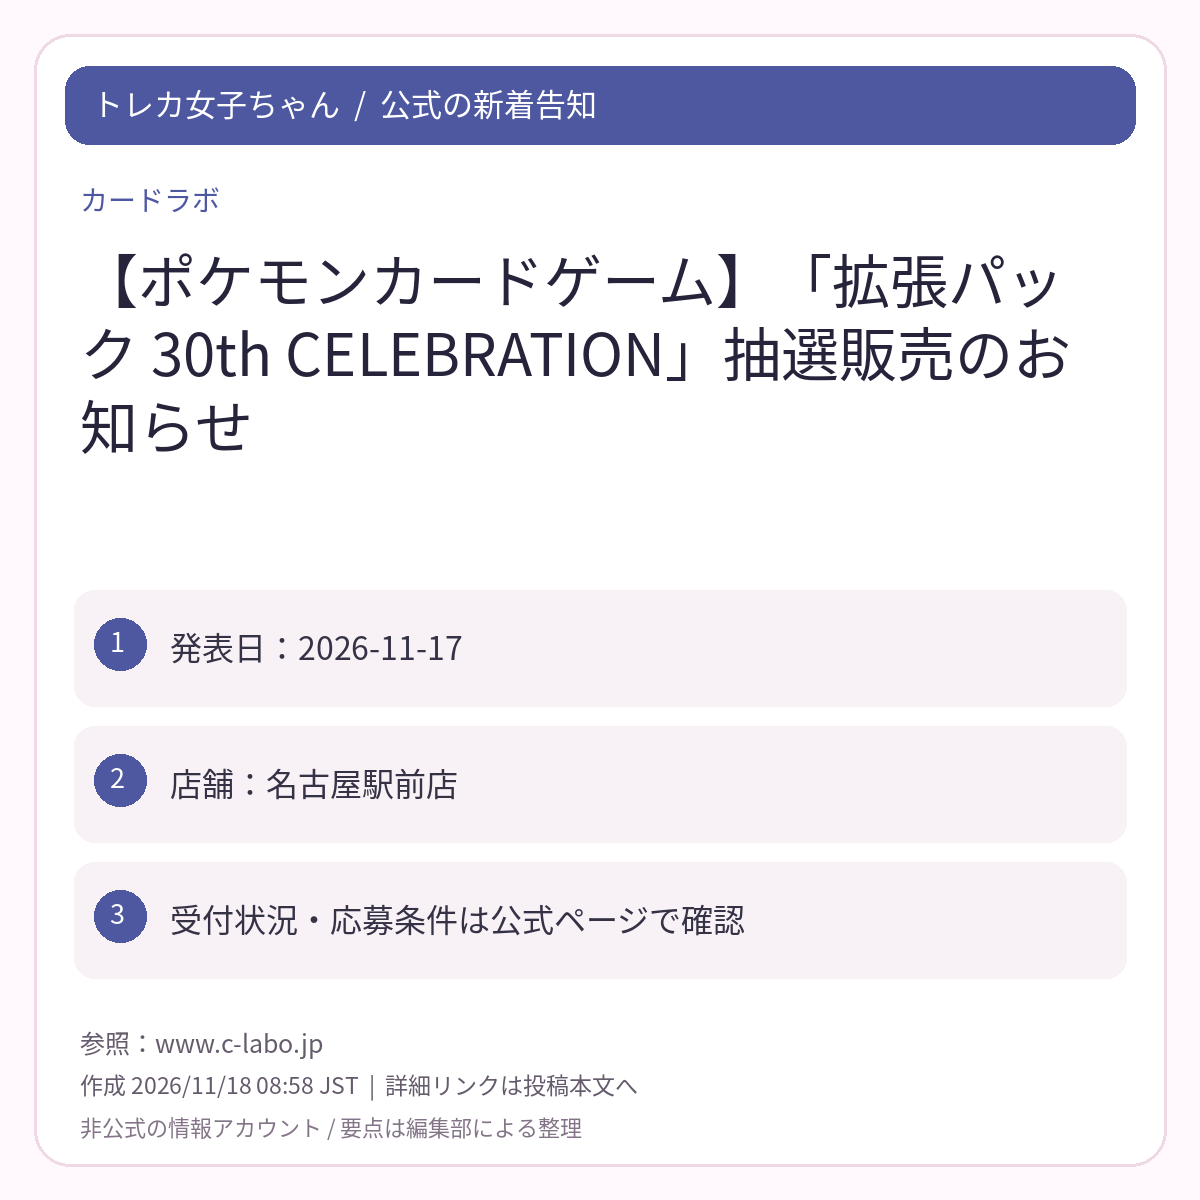 トレカ女子ちゃん / 公式の新着告知
カードラボ
【ポケモンカードゲーム】「拡張パッ
ク 30th CELEBRATION」抽選販売のお
知らせ
1 発表日：2026-11-17
2 店舗：名古屋駅前店
3 受付状況・応募条件は公式ページで確認
参照：www.c-labo.jp
作成 2026/11/18 08:58 JST｜詳細リンクは投稿本文へ
非公式の情報アカウント / 要点は編集部による整理